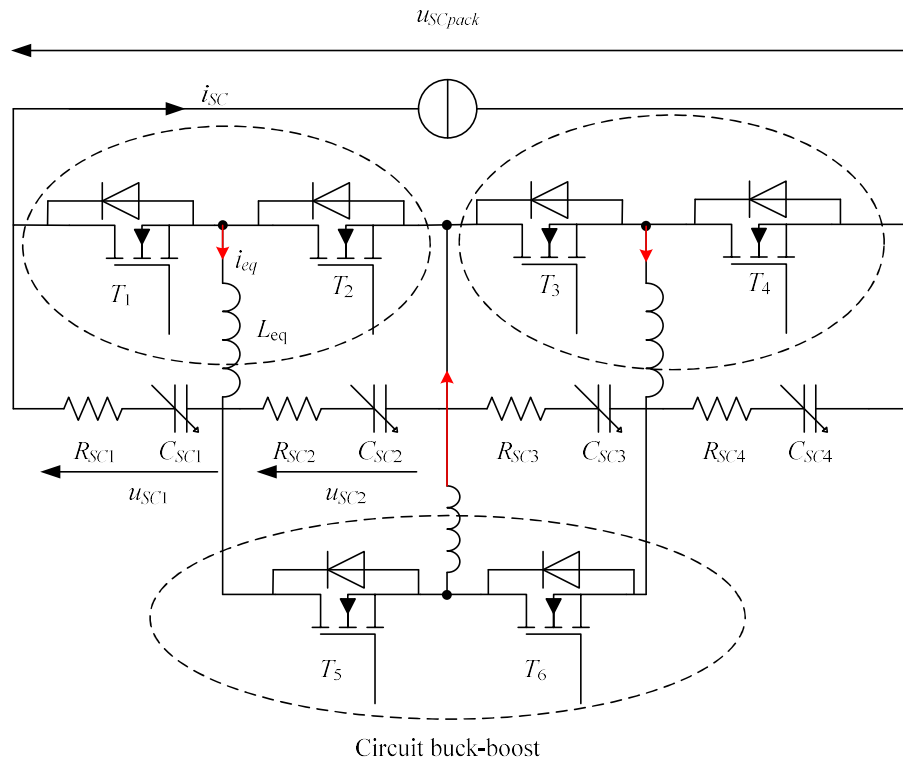 uSCpack
iSC
T1
ieq
T2
T3
T4
Leq
RSC1
CSC1
RSC2
CSC2
RSC3
CSC3
RSC4
CSC4
uSC1
uSC2
T5
T6
Circuit buck-boost